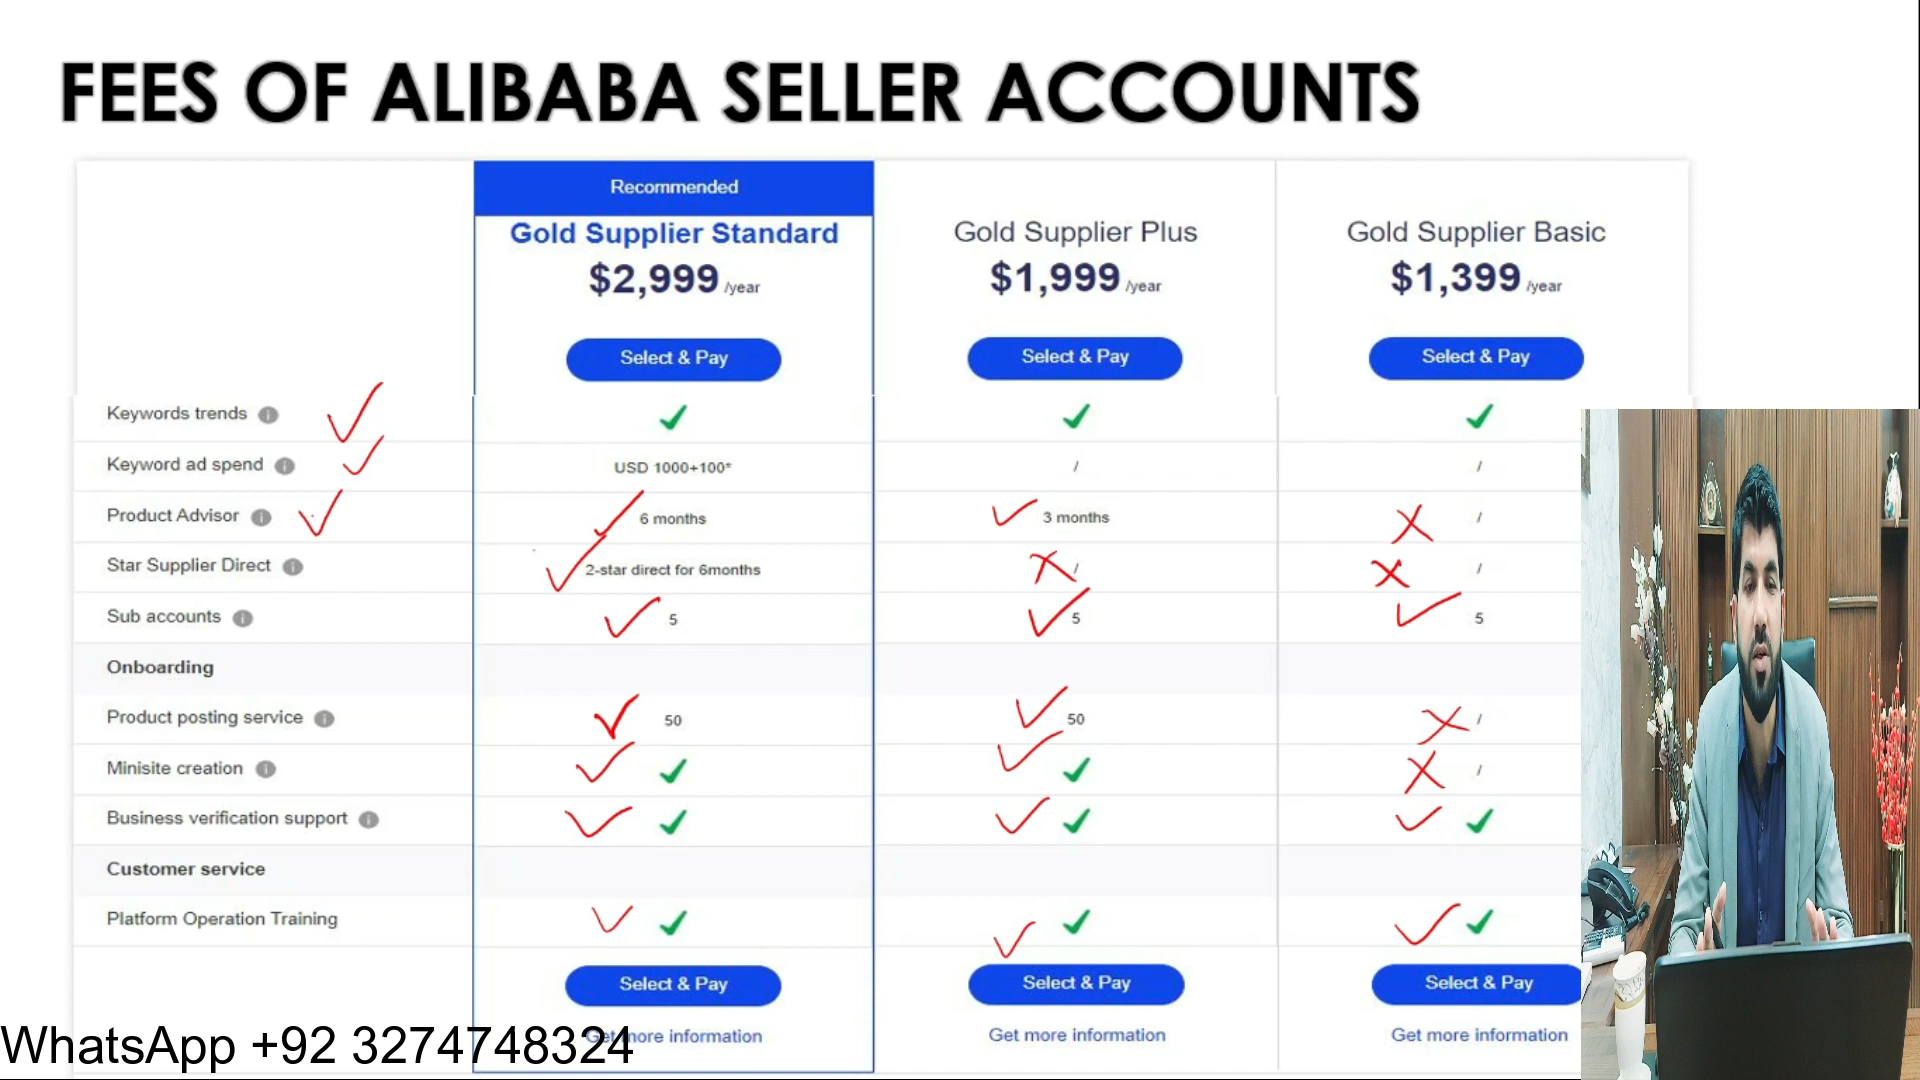 FEES OF ALIBABA SELLER ACCOUNTS
Recommended
Gold Supplier Standard
$2,999 /year
Select & Pay
Gold Supplier Plus
$1,999 /year
Select & Pay
Gold Supplier Basic
$1,399 /year
Select & Pay
Keywords trends
Keyword ad spend USD 1000+100* / /
Product Advisor 6 months 3 months /
Star Supplier Direct 2-star direct for 6months / /
Sub accounts 5 5 5
Onboarding
Product posting service 50 50 /
Minisite creation /
Business verification support
Customer service
Platform Operation Training
Select & Pay Select & Pay Select & Pay
Get more information Get more information Get more information
WhatsApp +92 3274748324